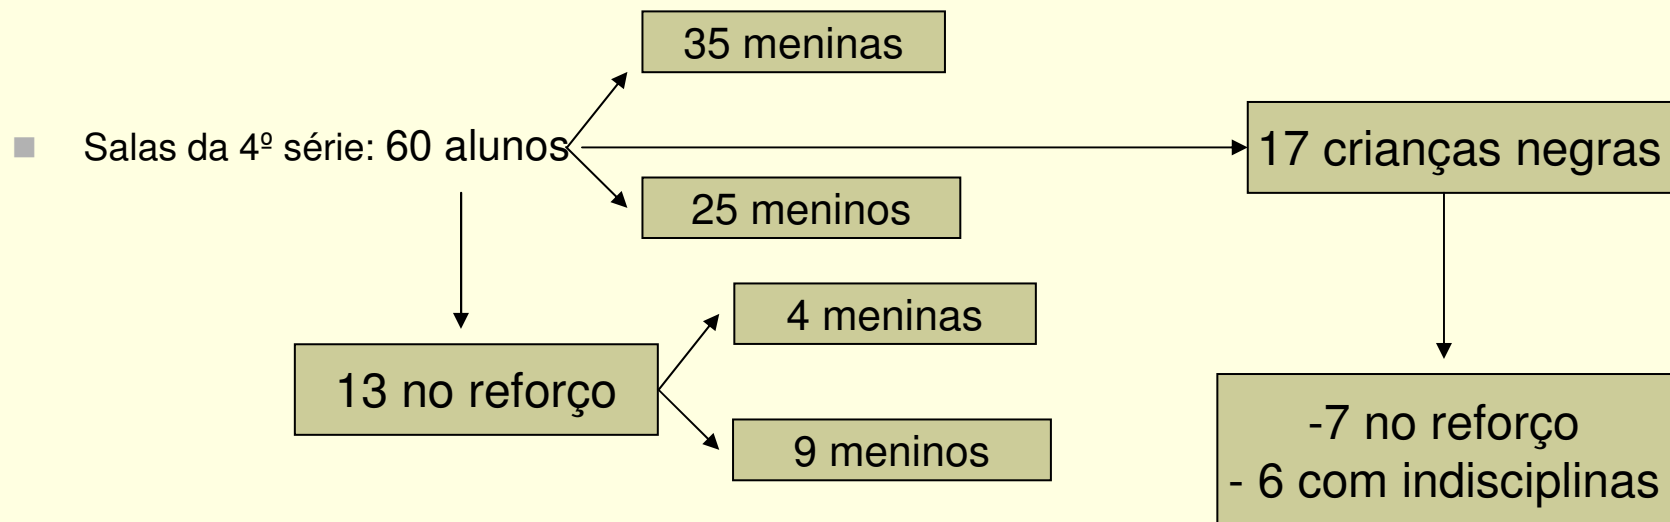 35 meninas
Salas da 4º série: 60 alunos
17 crianças negras
25 meninos
4 meninas
13 no reforço
9 meninos
-7 no reforço
- 6 com indisciplinas